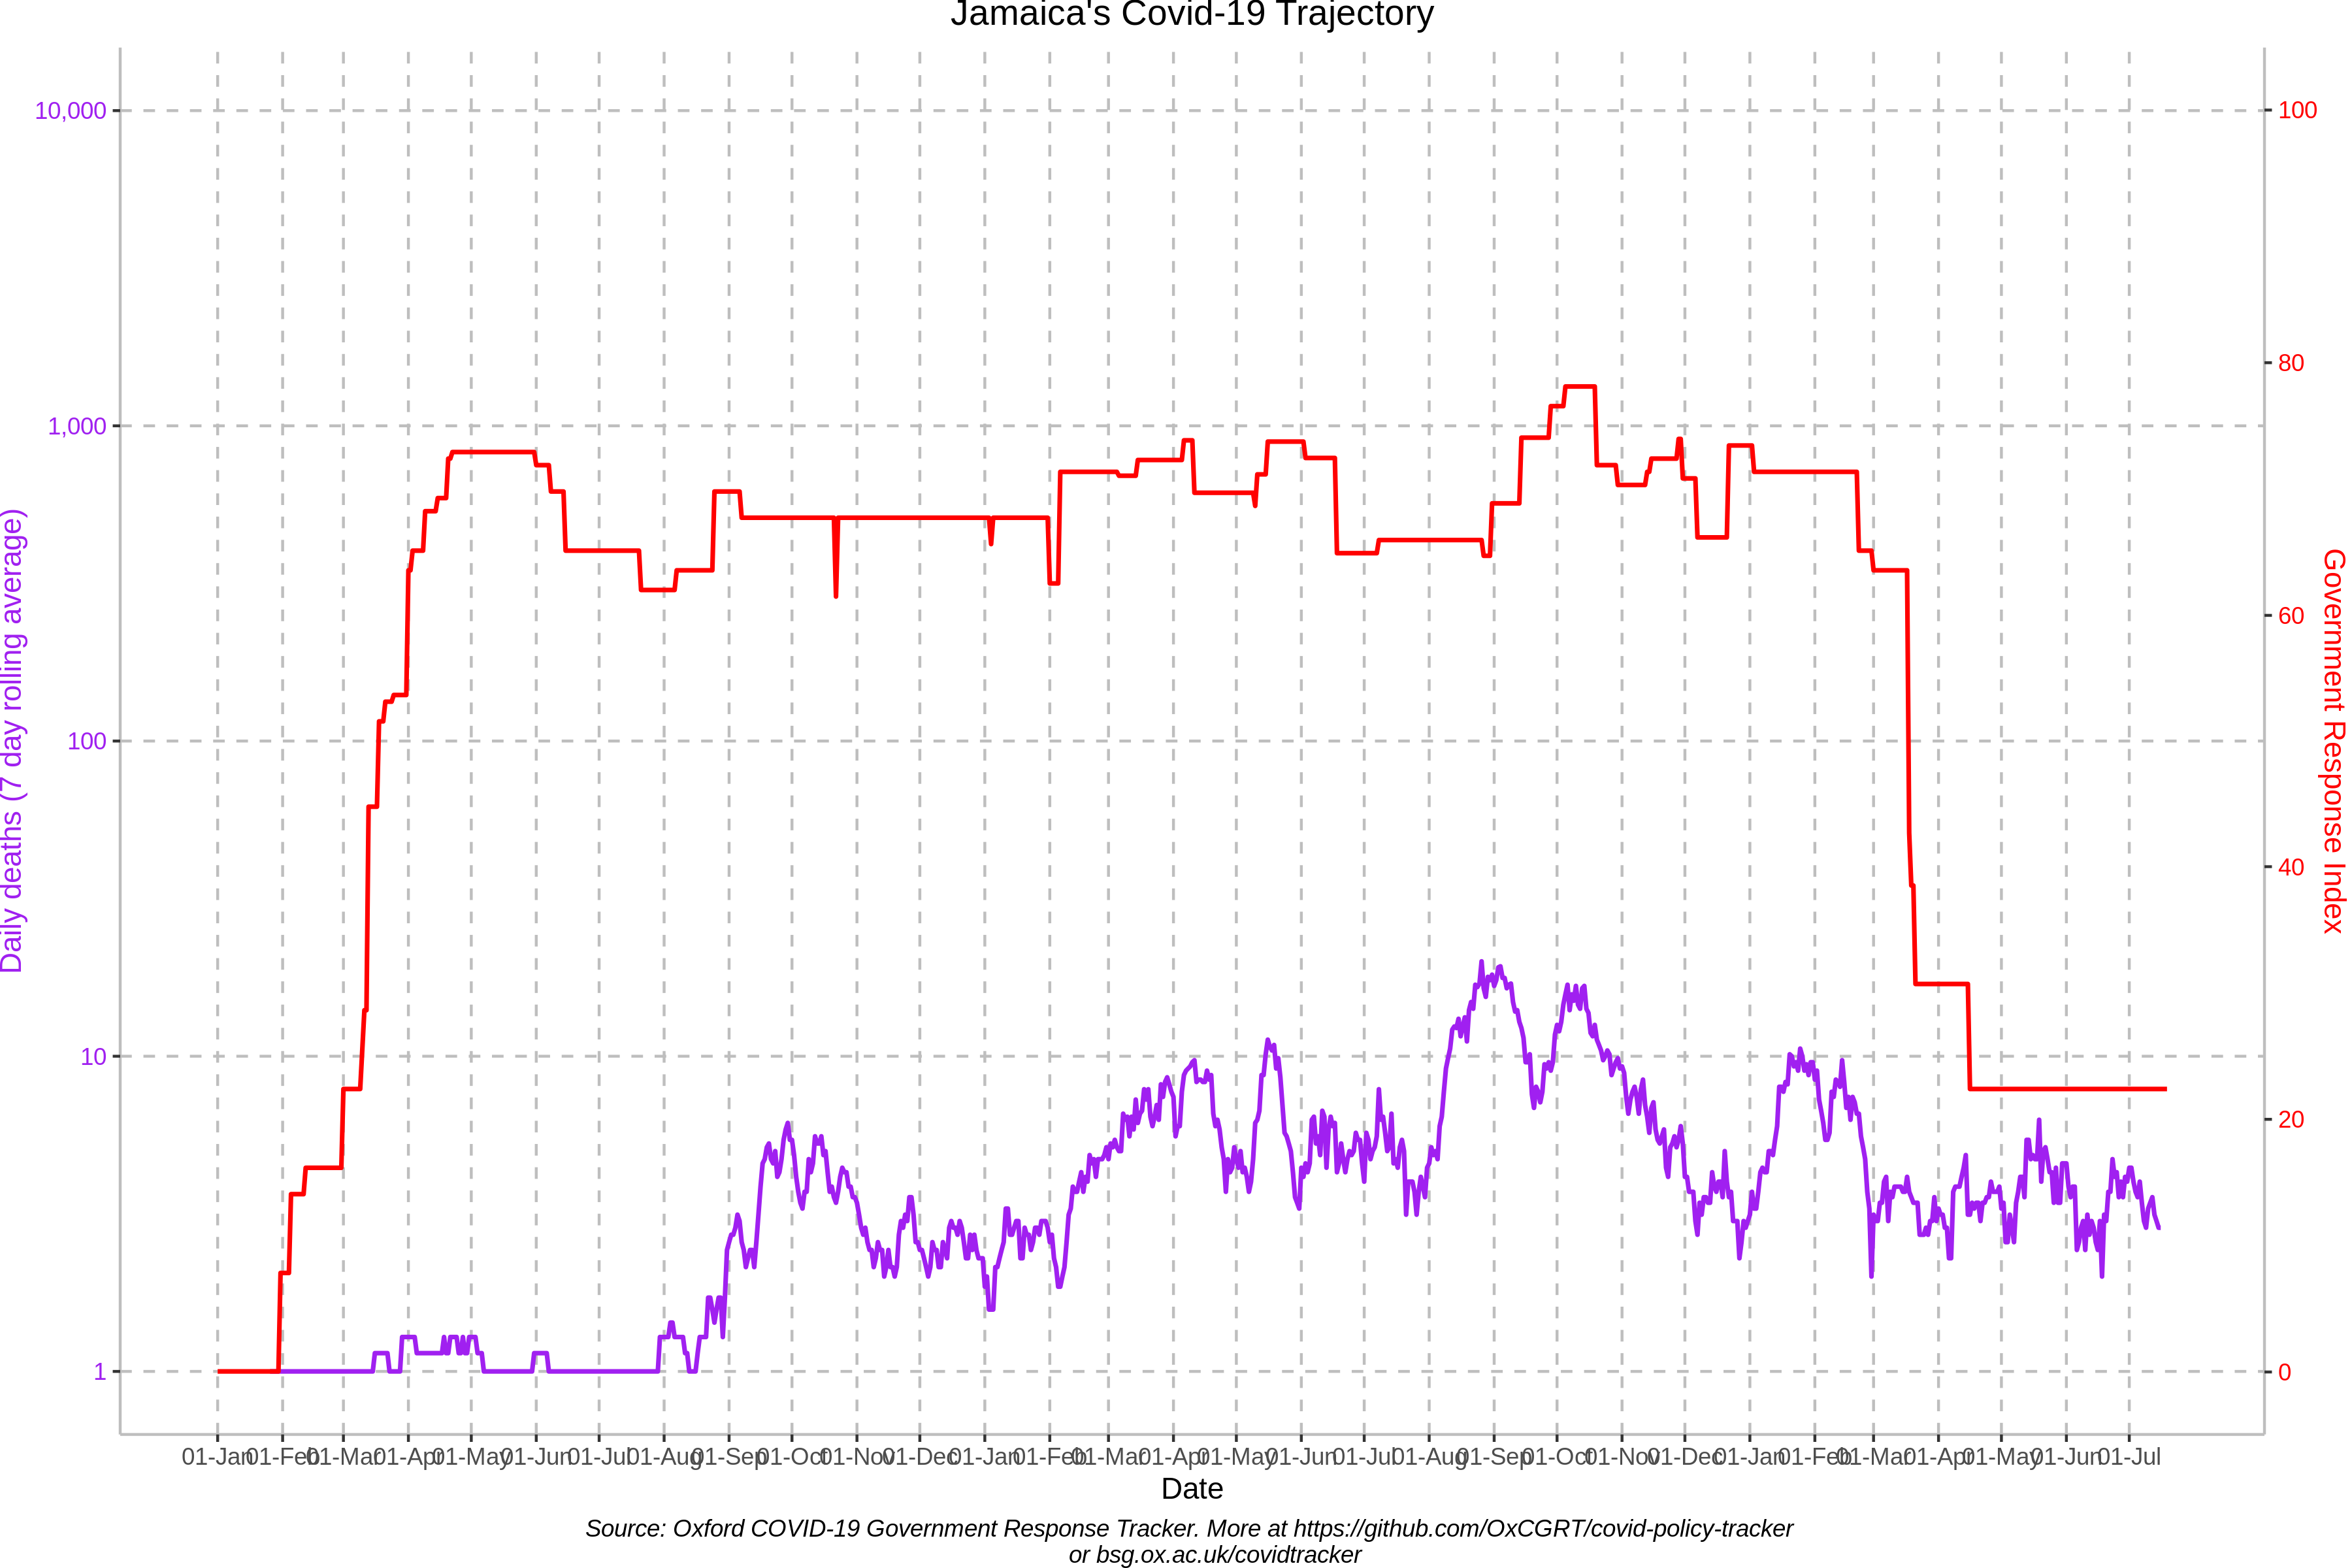 Jamaica's Covid-19 Trajectory
10,000
1,000
100
10
1
Daily deaths (7 day rolling average)
100
80
60
40
20
0
Government Response Index
01-Jan 01-Feb 01-Mar 01-Apr 01-May 01-Jun 01-Jul 01-Aug 01-Sep 01-Oct 01-Nov 01-Dec 01-Jan 01-Feb 01-Mar 01-Apr 01-May 01-Jun 01-Jul 01-Aug 01-Sep 01-Oct 01-Nov 01-Dec 01-Jan 01-Feb 01-Mar 01-Apr 01-May 01-Jun 01-Jul
Date
Source: Oxford COVID-19 Government Response Tracker. More at https://github.com/OxCGRT/covid-policy-tracker
or bsg.ox.ac.uk/covidtracker